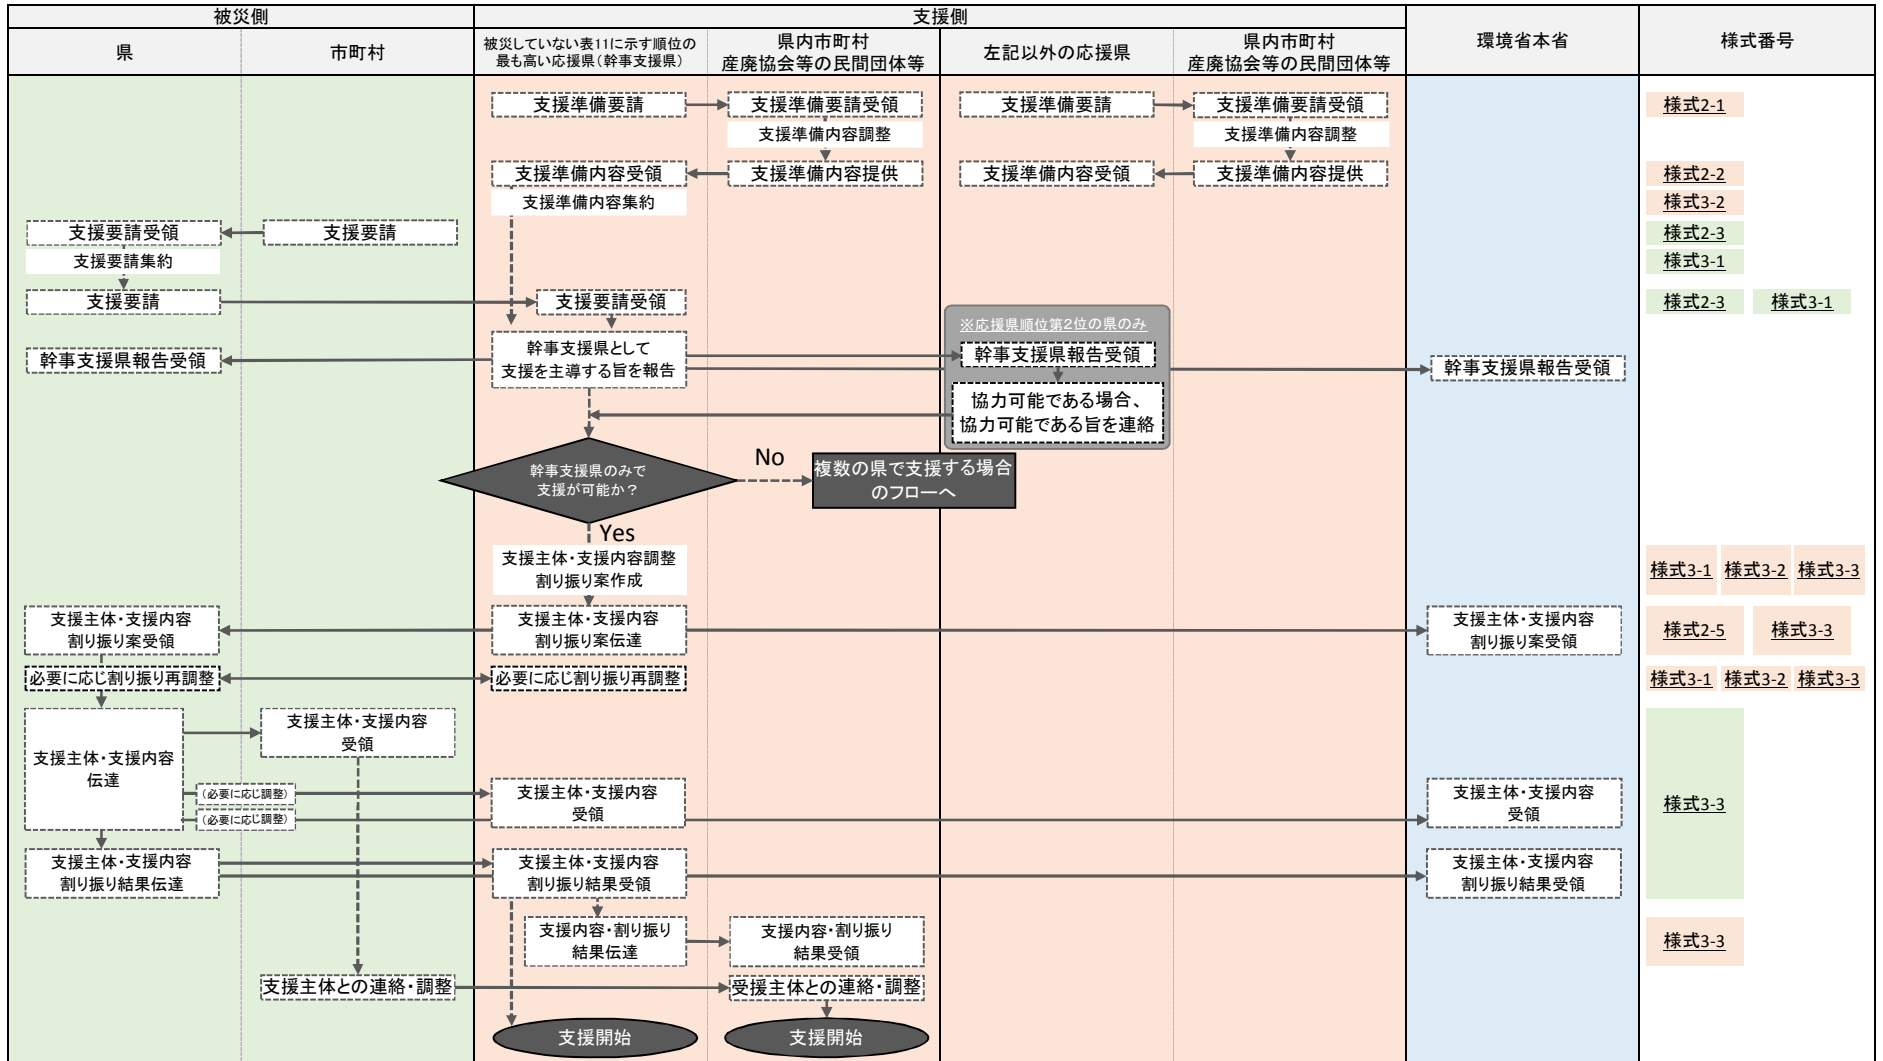 被災側
支援側
県
市町村
被災していない表11に示す順位の
最も高い応援県(幹事支援県)
県内市町村
産廃協会等の民間団体等
左記以外の応援県
県内市町村
産廃協会等の民間団体等
環境省本省
様式番号
支援準備要請
支援準備要請受領
支援準備要請
支援準備要請受領
様式2-1
支援準備内容調整
支援準備内容調整
支援準備内容受領
支援準備内容提供
支援準備内容受領
支援準備内容提供
様式2-2
支援準備内容集約
様式3-2
支援要請受領
支援要請
様式2-3
支援要請集約
様式3-1
支援要請
支援要請受領
様式2-3
様式3-1
※応援県順位第2位の県のみ
幹事支援県報告受領
幹事支援県として
支援を主導する旨を報告
幹事支援県報告受領
幹事支援県報告受領
協力可能である場合、
協力可能である旨を連絡
幹事支援県のみで
支援が可能か?
No
複数の県で支援する場合
のフローへ
Yes
支援主体・支援内容調整
割り振り案作成
様式3-1
様式3-2
様式3-3
支援主体・支援内容
割り振り案受領
支援主体・支援内容
割り振り案伝達
支援主体・支援内容
割り振り案受領
様式2-5
様式3-3
必要に応じ割り振り再調整
必要に応じ割り振り再調整
様式3-1
様式3-2
様式3-3
支援主体・支援内容
伝達
支援主体・支援内容
受領
(必要に応じ調整)
(必要に応じ調整)
支援主体・支援内容
受領
支援主体・支援内容
受領
様式3-3
支援主体・支援内容
割り振り結果伝達
支援主体・支援内容
割り振り結果受領
支援主体・支援内容
割り振り結果受領
支援内容・割り振り
結果伝達
支援内容・割り振り
結果受領
様式3-3
支援主体との連絡・調整
受援主体との連絡・調整
支援開始
支援開始